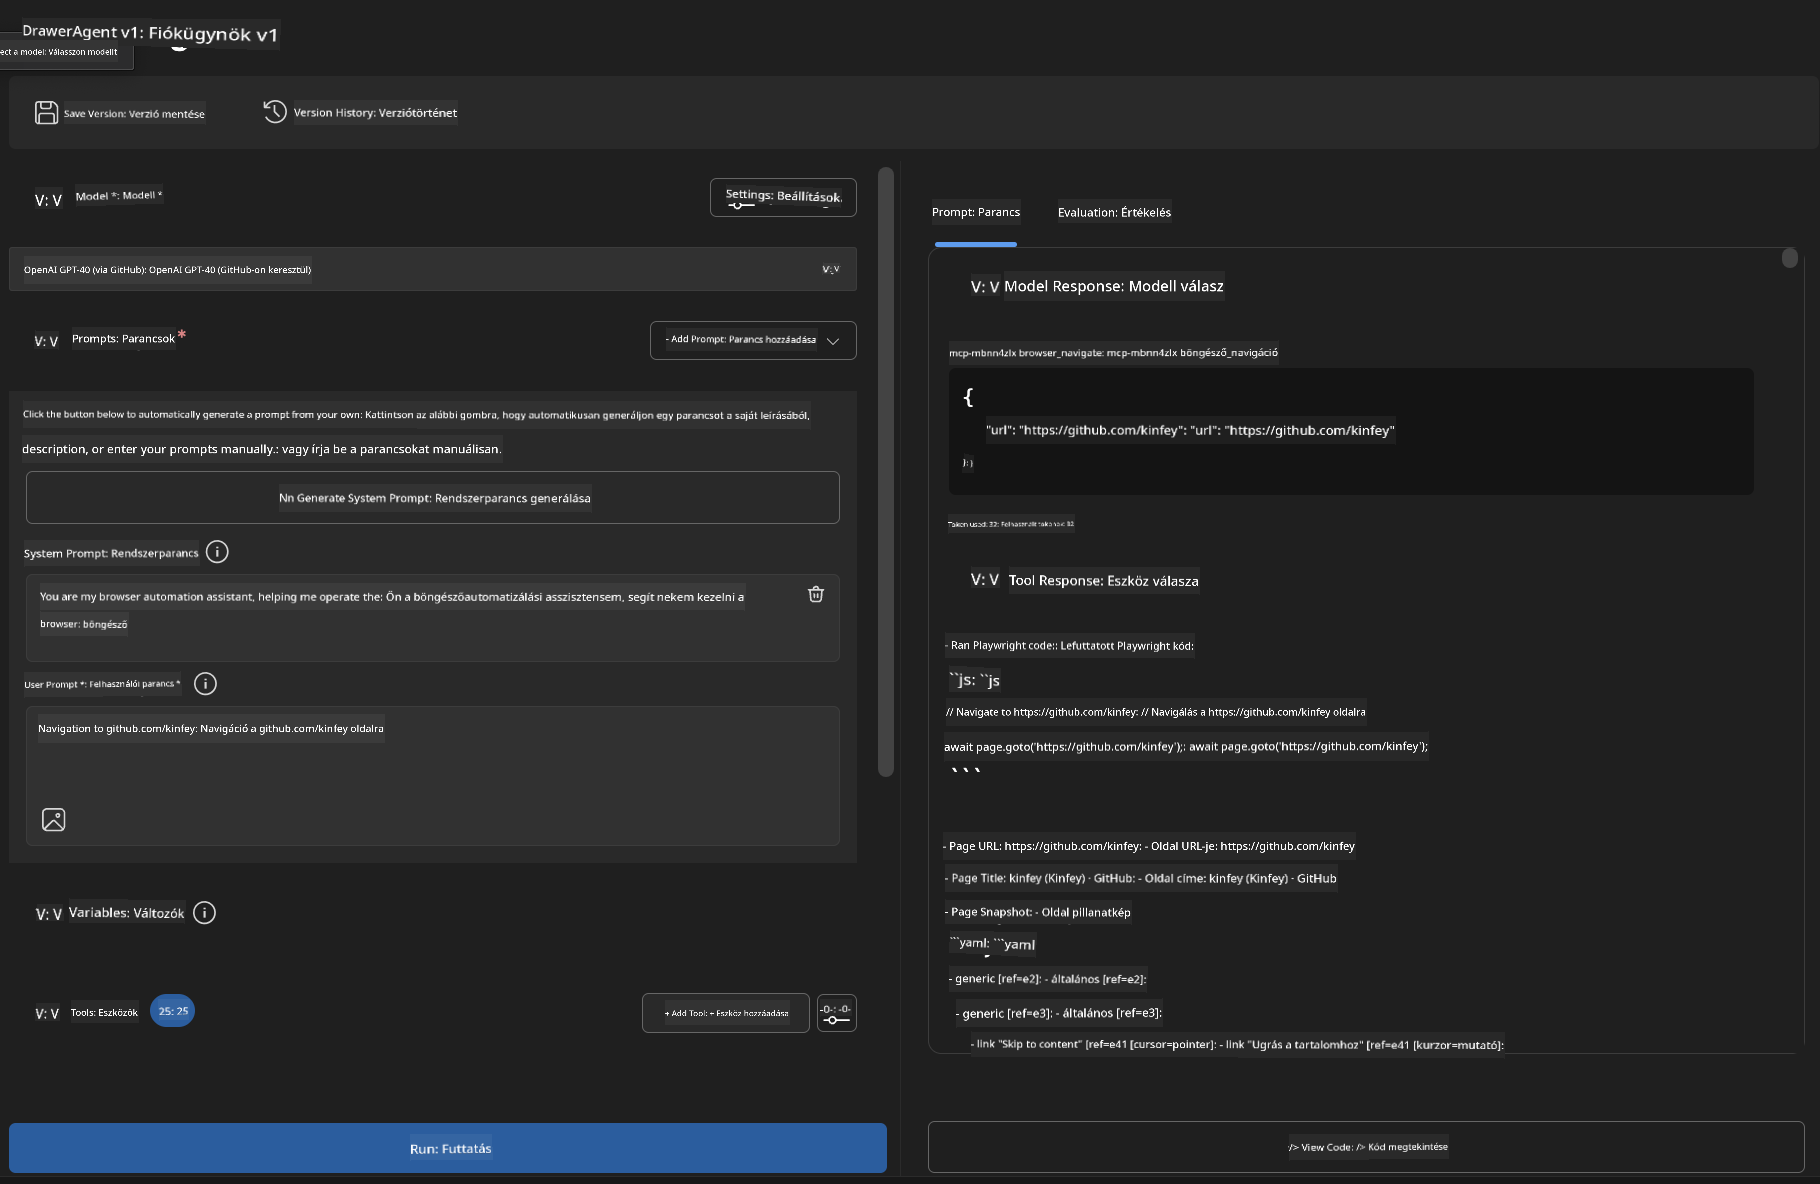 DrawerAgent v1: Fiókügynök v1
ect a model: Válasszon modellt
Save Version: Verzió mentése
Version History: Verziótörténet
V: V Model *: Modell *
Settings: Beállítások.
OpenAI GPT-40 (via GitHub): OpenAI GPT-40 (GitHub-on keresztül)
V:V
V: V Prompts: Parancsok *
- Add Prompt: Parancs hozzáadása
Click the button below to automatically generate a prompt from your own: Kattintson az alábbi gombra, hogy automatikusan generáljon egy parancsot a saját leírásából,
description, or enter your prompts manually.: vagy írja be a parancsokat manuálisan.
Nn Generate System Prompt: Rendszerparancs generálása
System Prompt: Rendszerparancs
You are my browser automation assistant, helping me operate the: Ön a böngészőautomatizálási asszisztensem, segít nekem kezelni a
browser: böngésző
User Prompt *: Felhasználói parancs *
Navigation to github.com/kinfey: Navigáció a github.com/kinfey oldalra
V: V Variables: Változók
V: V Tools: Eszközök 25: 25
+ Add Tool: + Eszköz hozzáadása
-0-: -0-
Run: Futtatás
Prompt: Parancs
Evaluation: Értékelés
V: V Model Response: Modell válasz
mcp-mbnn4zlx browser_navigate: mcp-mbnn4zlx böngésző_navigáció
{
"url": "https://github.com/kinfey": "url": "https://github.com/kinfey"
}: }
Token used: 32: Felhasznált tokenek: 32
V: V Tool Response: Eszköz válasza
- Ran Playwright code:: Lefuttatott Playwright kód:
``js: ``js
// Navigate to https://github.com/kinfey: // Navigálás a https://github.com/kinfey oldalra
await page.goto('https://github.com/kinfey');: await page.goto('https://github.com/kinfey');
```
- Page URL: https://github.com/kinfey: - Oldal URL-je: https://github.com/kinfey
- Page Title: kinfey (Kinfey) · GitHub: - Oldal címe: kinfey (Kinfey) · GitHub
- Page Snapshot: - Oldal pillanatkép
```yaml: ```yaml
- generic [ref=e2]: - általános [ref=e2]:
- generic [ref=e3]: - általános [ref=e3]:
- link "Skip to content" [ref=e41 [cursor=pointer]: - link "Ugrás a tartalomhoz" [ref=e41 [kurzor=mutató]:
/> View Code: /> Kód megtekintése